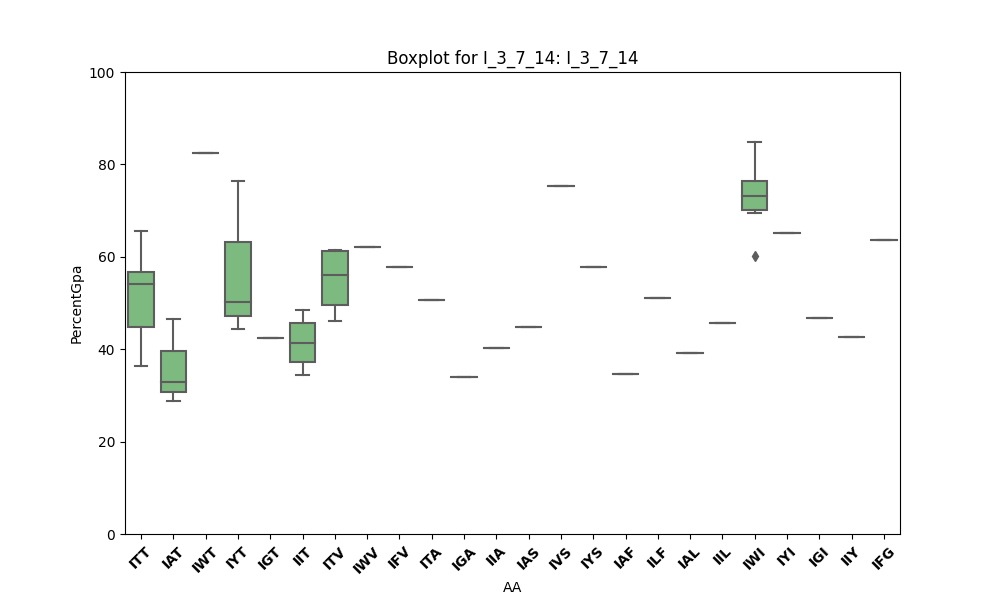 Boxplot for I_3_7_14: I_3_7_14
PercentGpa
100
80
60
40
20
0
ITT IAT IWT IYT IGT IIT ITV IWV IFV ITA IGA IIA IAS IVS IYS IAF ILF IAL IIL IWI IYI IGI IIY IFG
AA